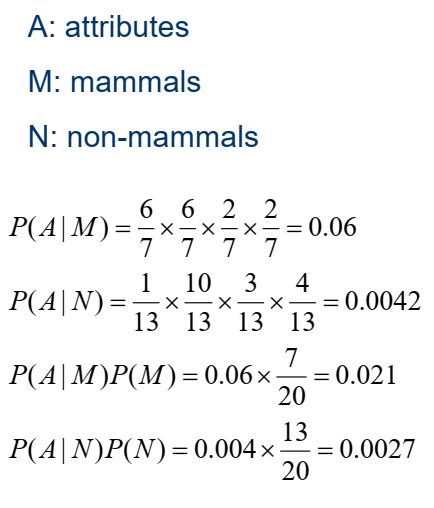 A: attributes
M: mammals
N: non-mammals
P(A|M) = 6/7 × 6/7 × 2/7 × 2/7 = 0.06
P(A|N) = 1/13 × 10/13 × 3/13 × 4/13 = 0.0042
P(A|M)P(M) = 0.06 × 7/20 = 0.021
P(A|N)P(N) = 0.004 × 13/20 = 0.0027